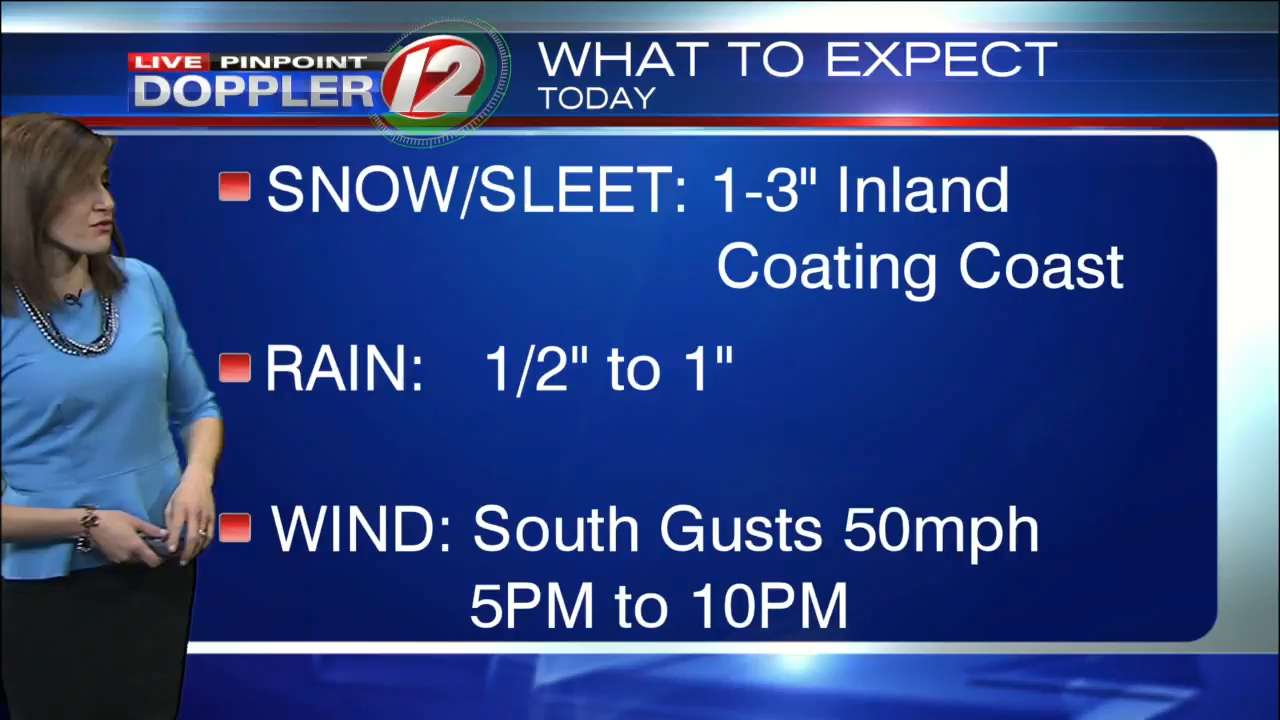 LIVE PINPOINT
DOPPLER 12
WHAT TO EXPECT
TODAY
SNOW/SLEET: 1-3" Inland
Coating Coast
RAIN: 1/2" to 1"
WIND: South Gusts 50mph
5PM to 10PM